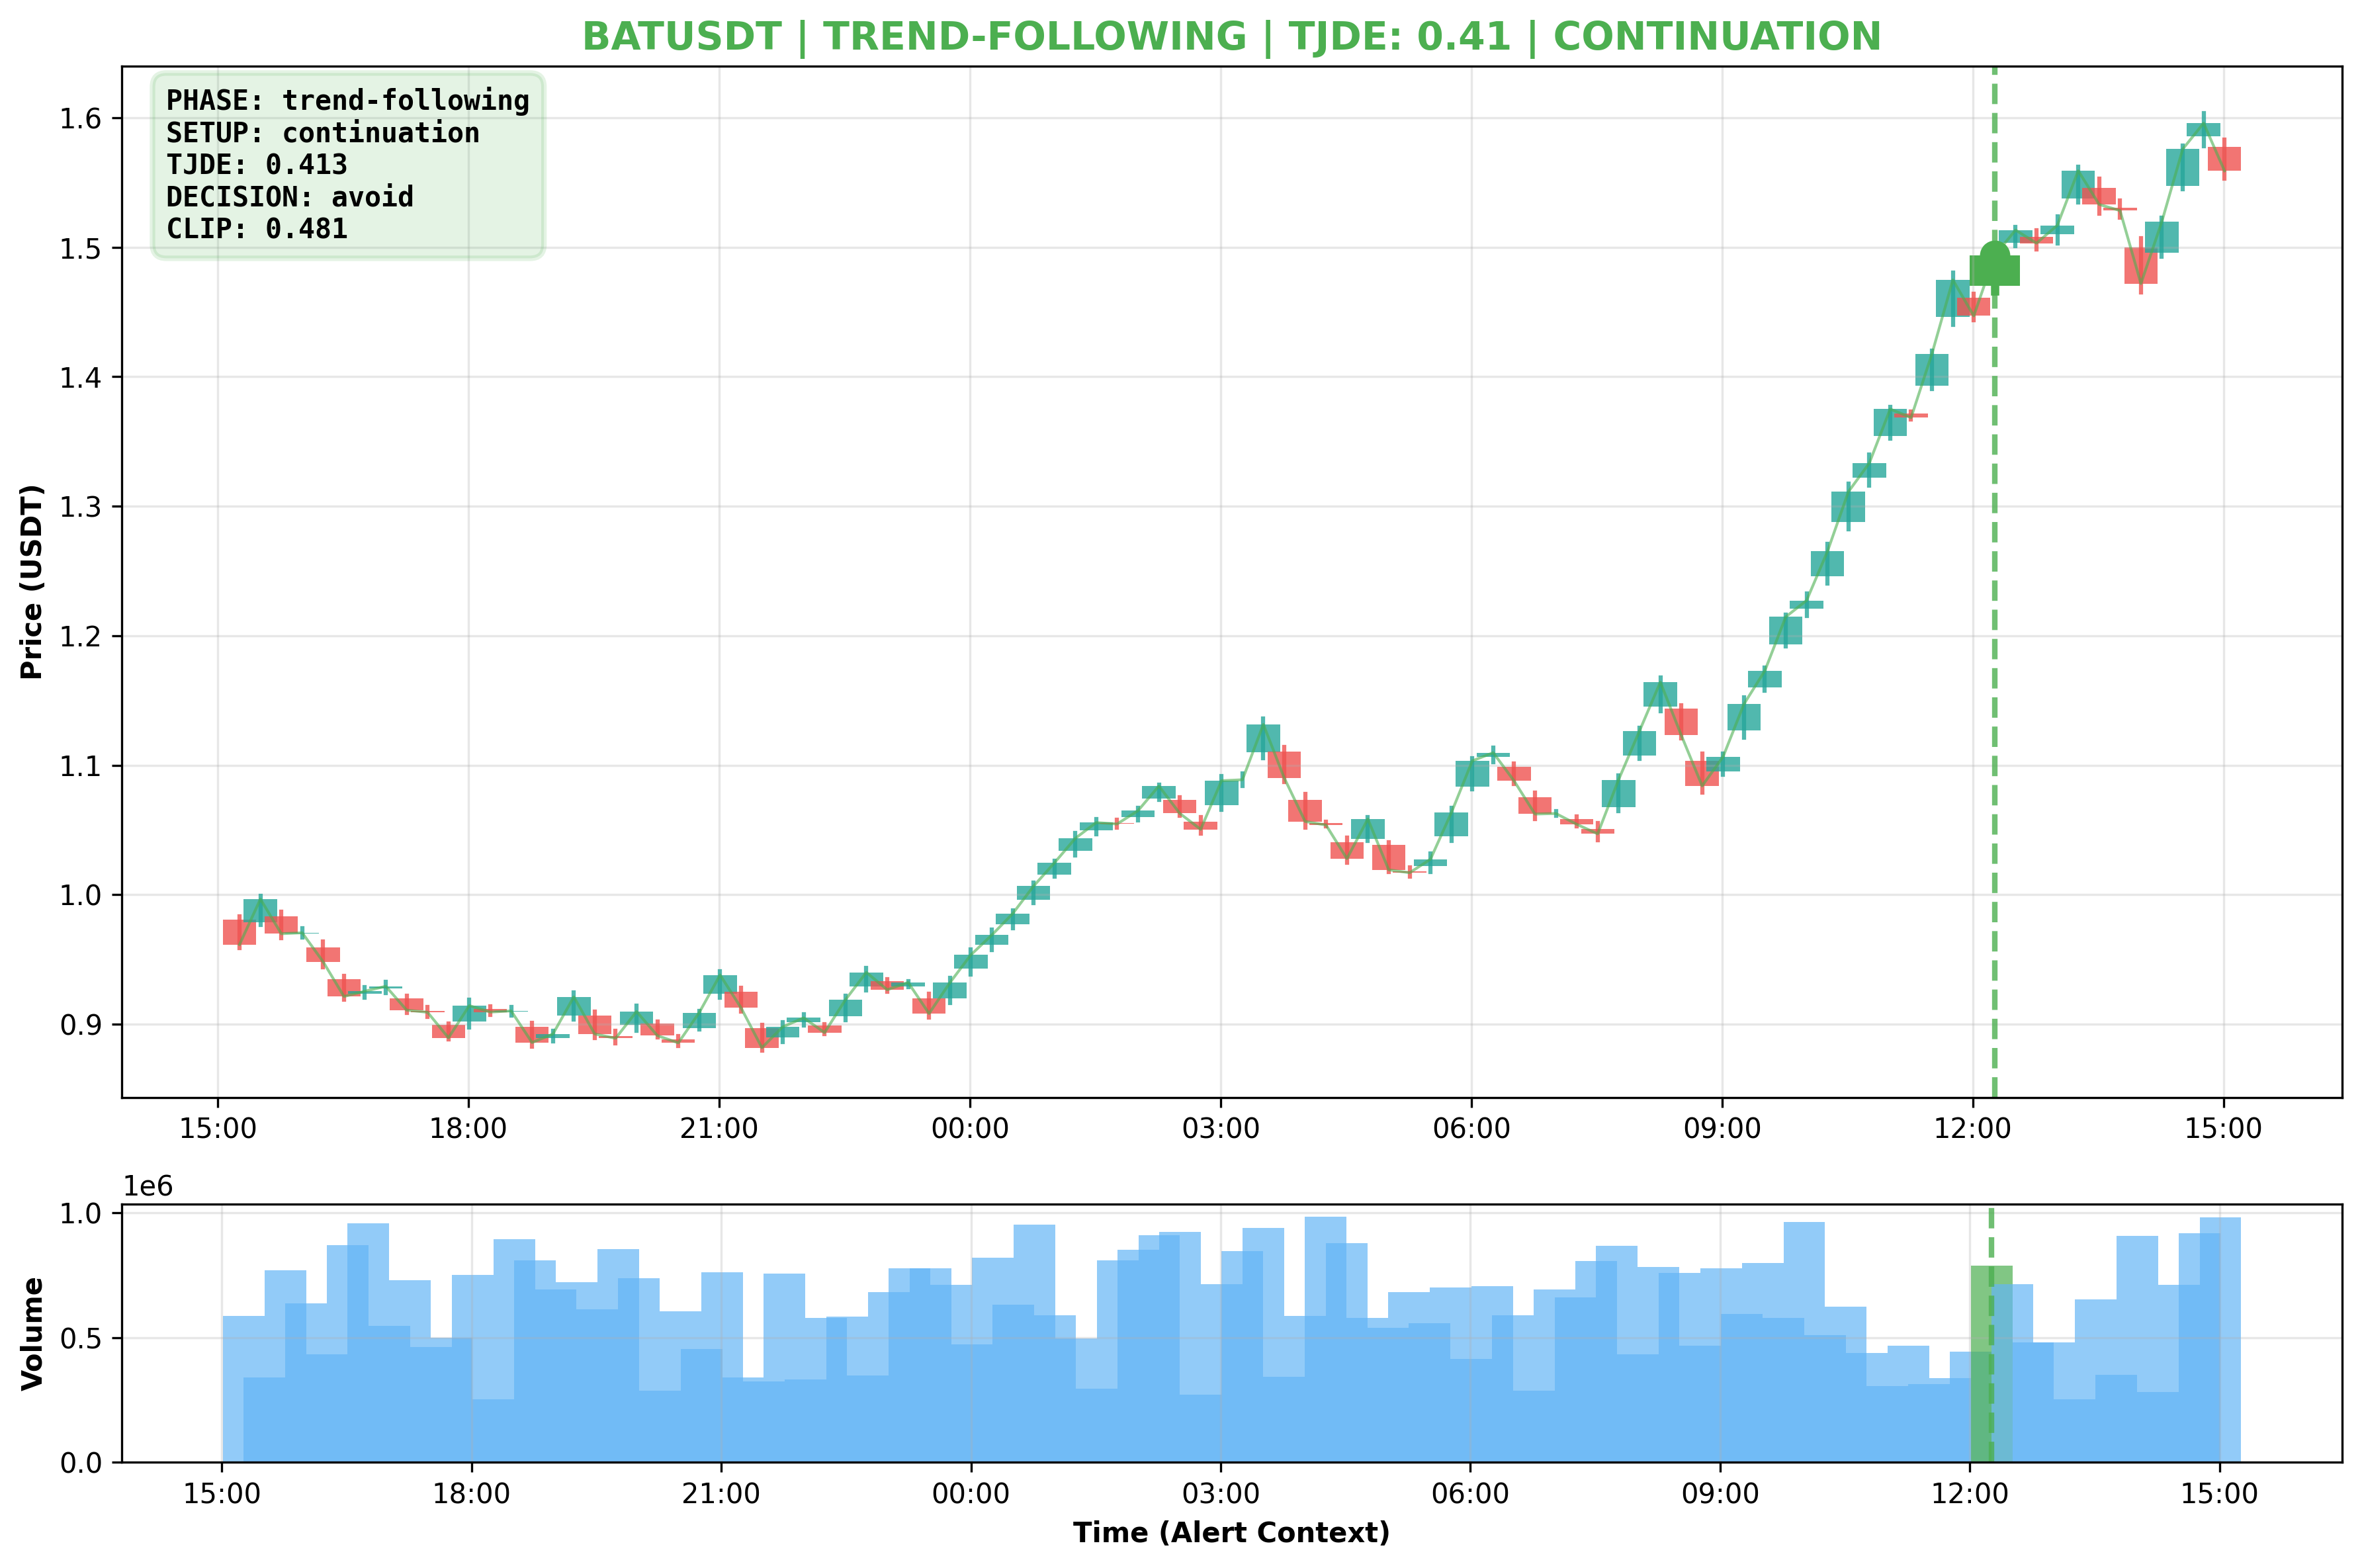 BATUSDT | TREND-FOLLOWING | TJDE: 0.41 | CONTINUATION
PHASE: trend-following
SETUP: continuation
TJDE: 0.413
DECISION: avoid
CLIP: 0.481
Price (USDT)
1.6
1.5
1.4
1.3
1.2
1.1
1.0
0.9
15:00 18:00 21:00 00:00 03:00 06:00 09:00 12:00 15:00
1e6
Volume
1.0
0.5
0.0
15:00 18:00 21:00 00:00 03:00 06:00 09:00 12:00 15:00
Time (Alert Context)